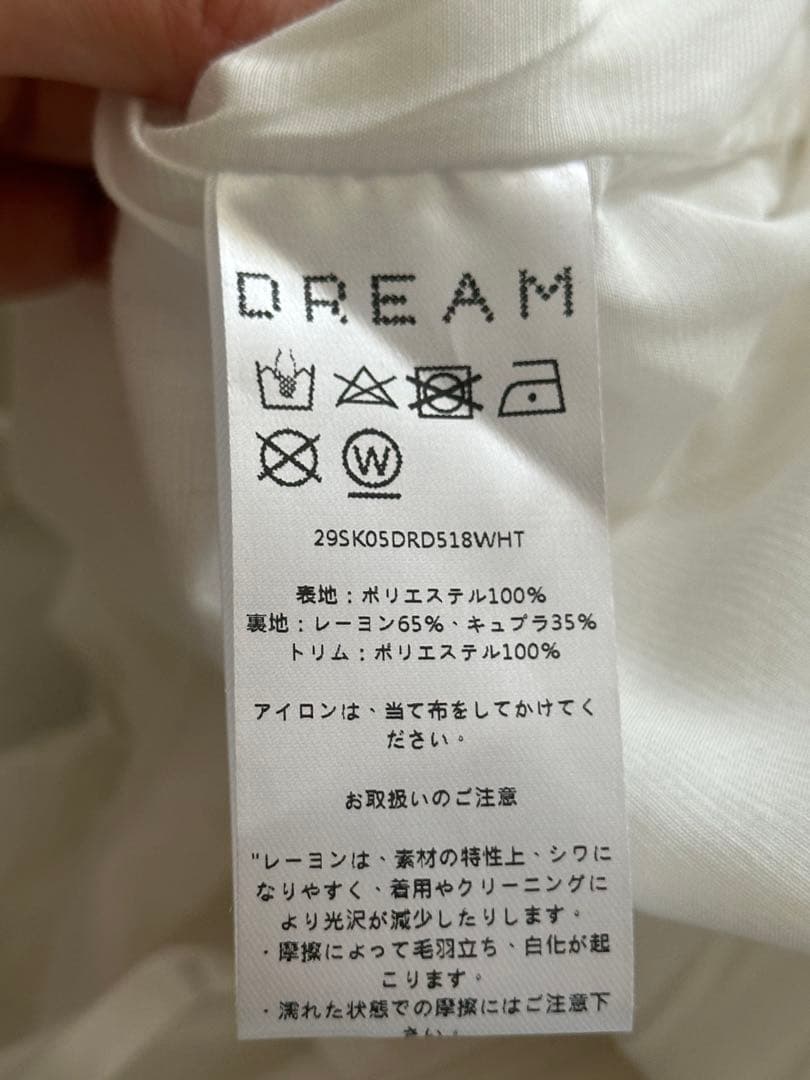 DREAM
W
29SK05DRD518WHT
表地：ポリエステル100%
裏地：レーヨン65%、キュプラ35%
トリム：ポリエステル100%
アイロンは、当て布をしてかけてく
ださい。
お取扱いのご注意
"レーヨンは、素材の特性上、シワに
なりやすく、着用やクリーニングに
より光沢が減少したりします。
・摩擦によって毛羽立ち、白化が起
こります。
・濡れた状態での摩擦にはご注意下
さい。